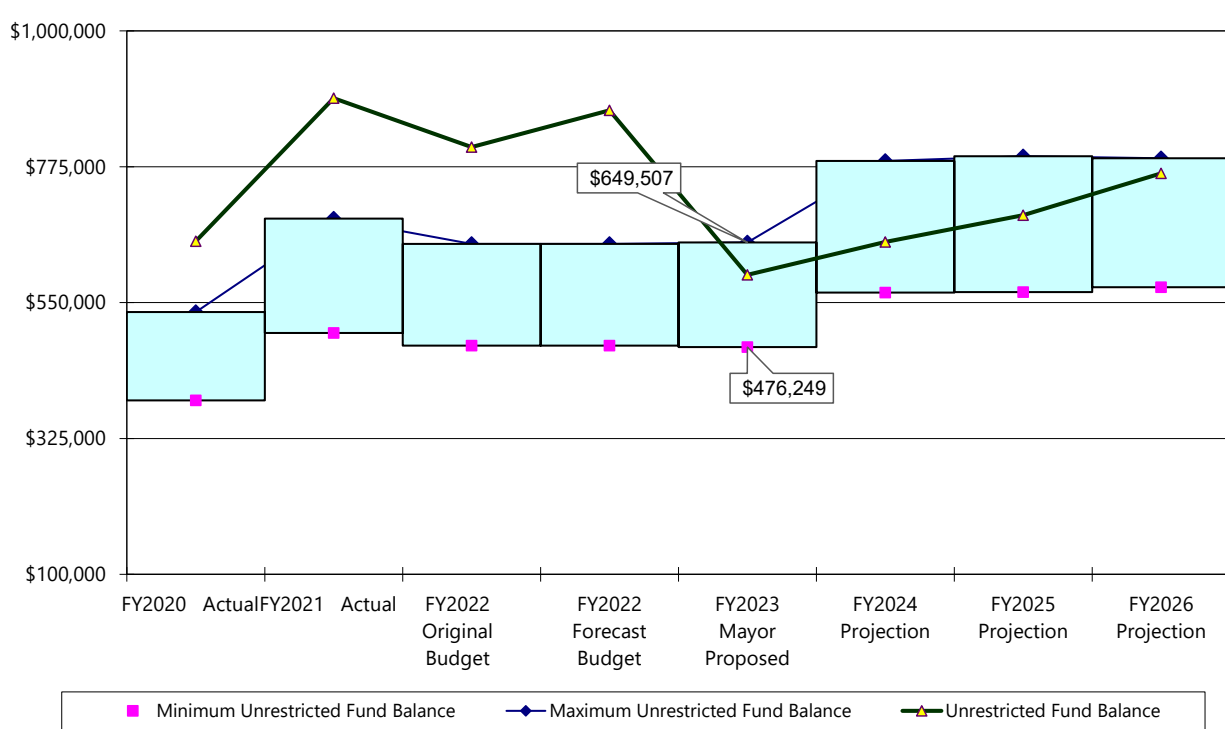 $1,000,000
$775,000
$649,507
$550,000
$476,249
$325,000
$100,000
FY2020 Actual
FY2021 Actual
FY2022
Original
Budget
FY2022
Forecast
Budget
FY2023
Mayor
Proposed
FY2024
Projection
FY2025
Projection
FY2026
Projection
Minimum Unrestricted Fund Balance
Maximum Unrestricted Fund Balance
Unrestricted Fund Balance